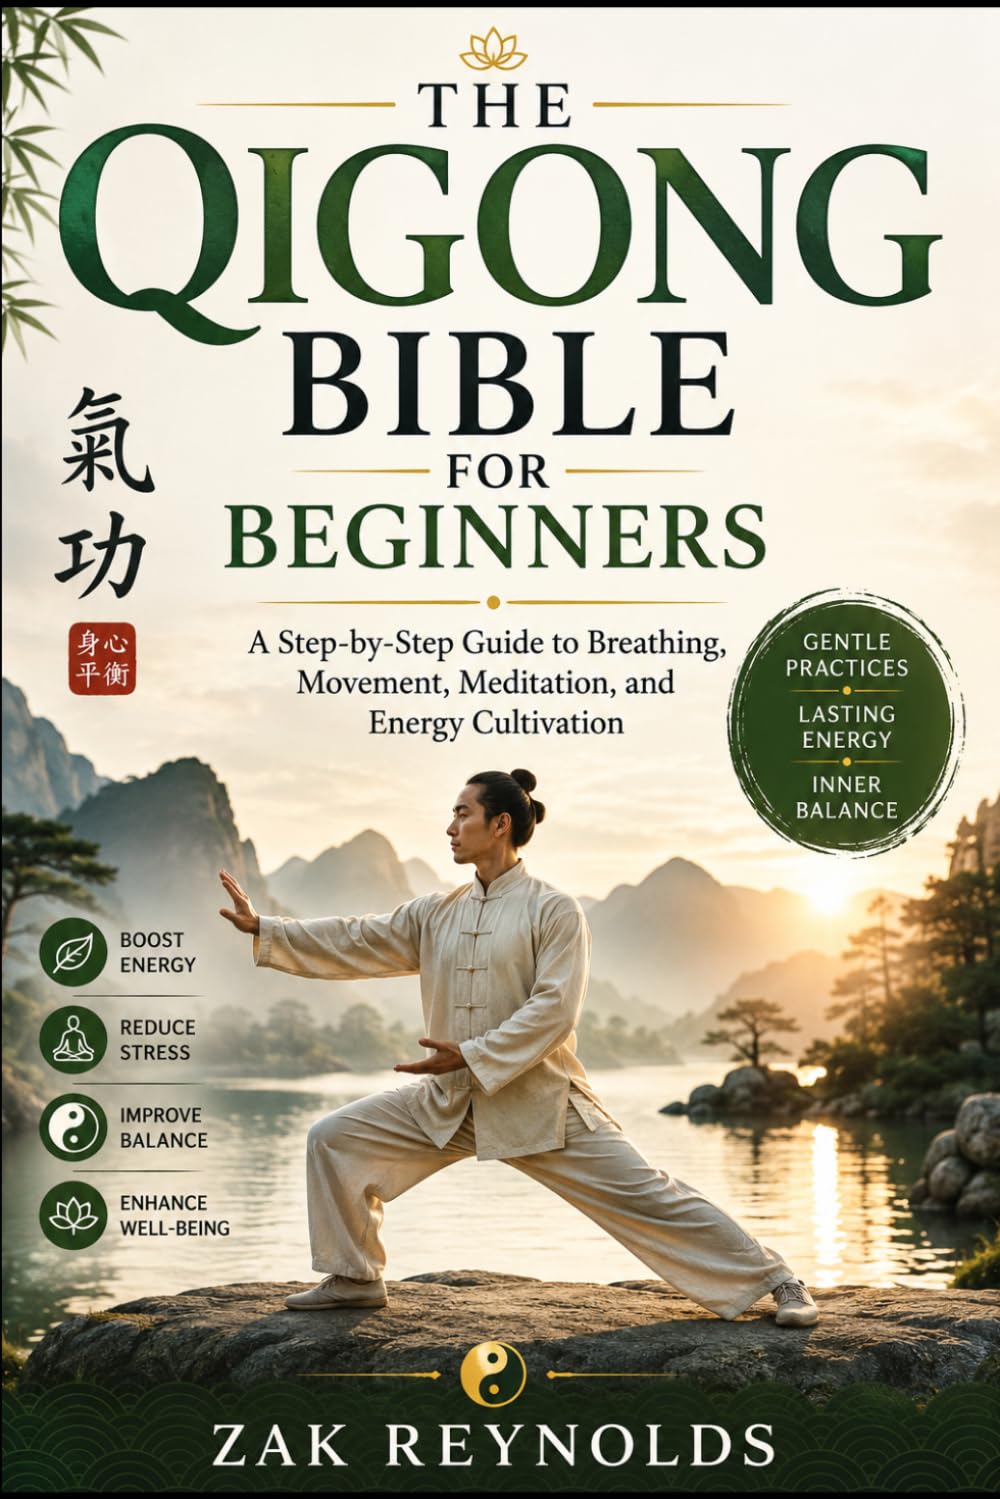 THE
QIGONG
BIBLE
FOR
BEGINNERS
氣功
身心
平衡
A Step-by-Step Guide to Breathing,
Movement, Meditation, and
Energy Cultivation
GENTLE
PRACTICES
LASTING
ENERGY
INNER
BALANCE
BOOST
ENERGY
REDUCE
STRESS
IMPROVE
BALANCE
ENHANCE
WELL-BEING
ZAK REYNOLDS